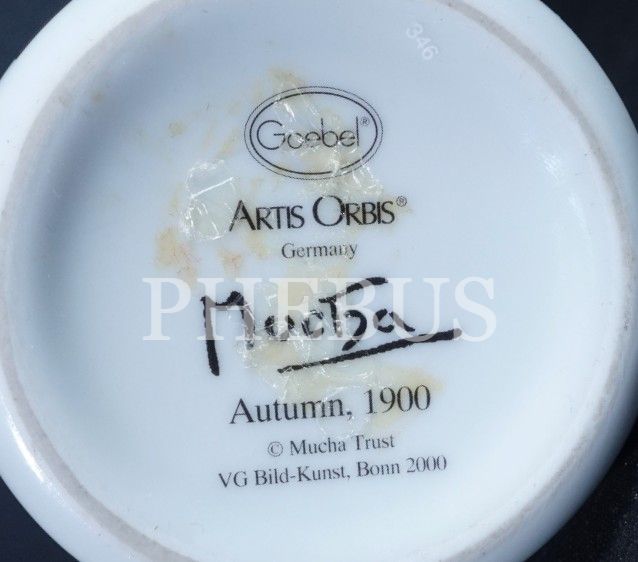 346
Goebel®
ARTIS ORBIS®
Germany
PHEBUS
Mucha
Autumn, 1900
© Mucha Trust
VG Bild-Kunst, Bonn 2000